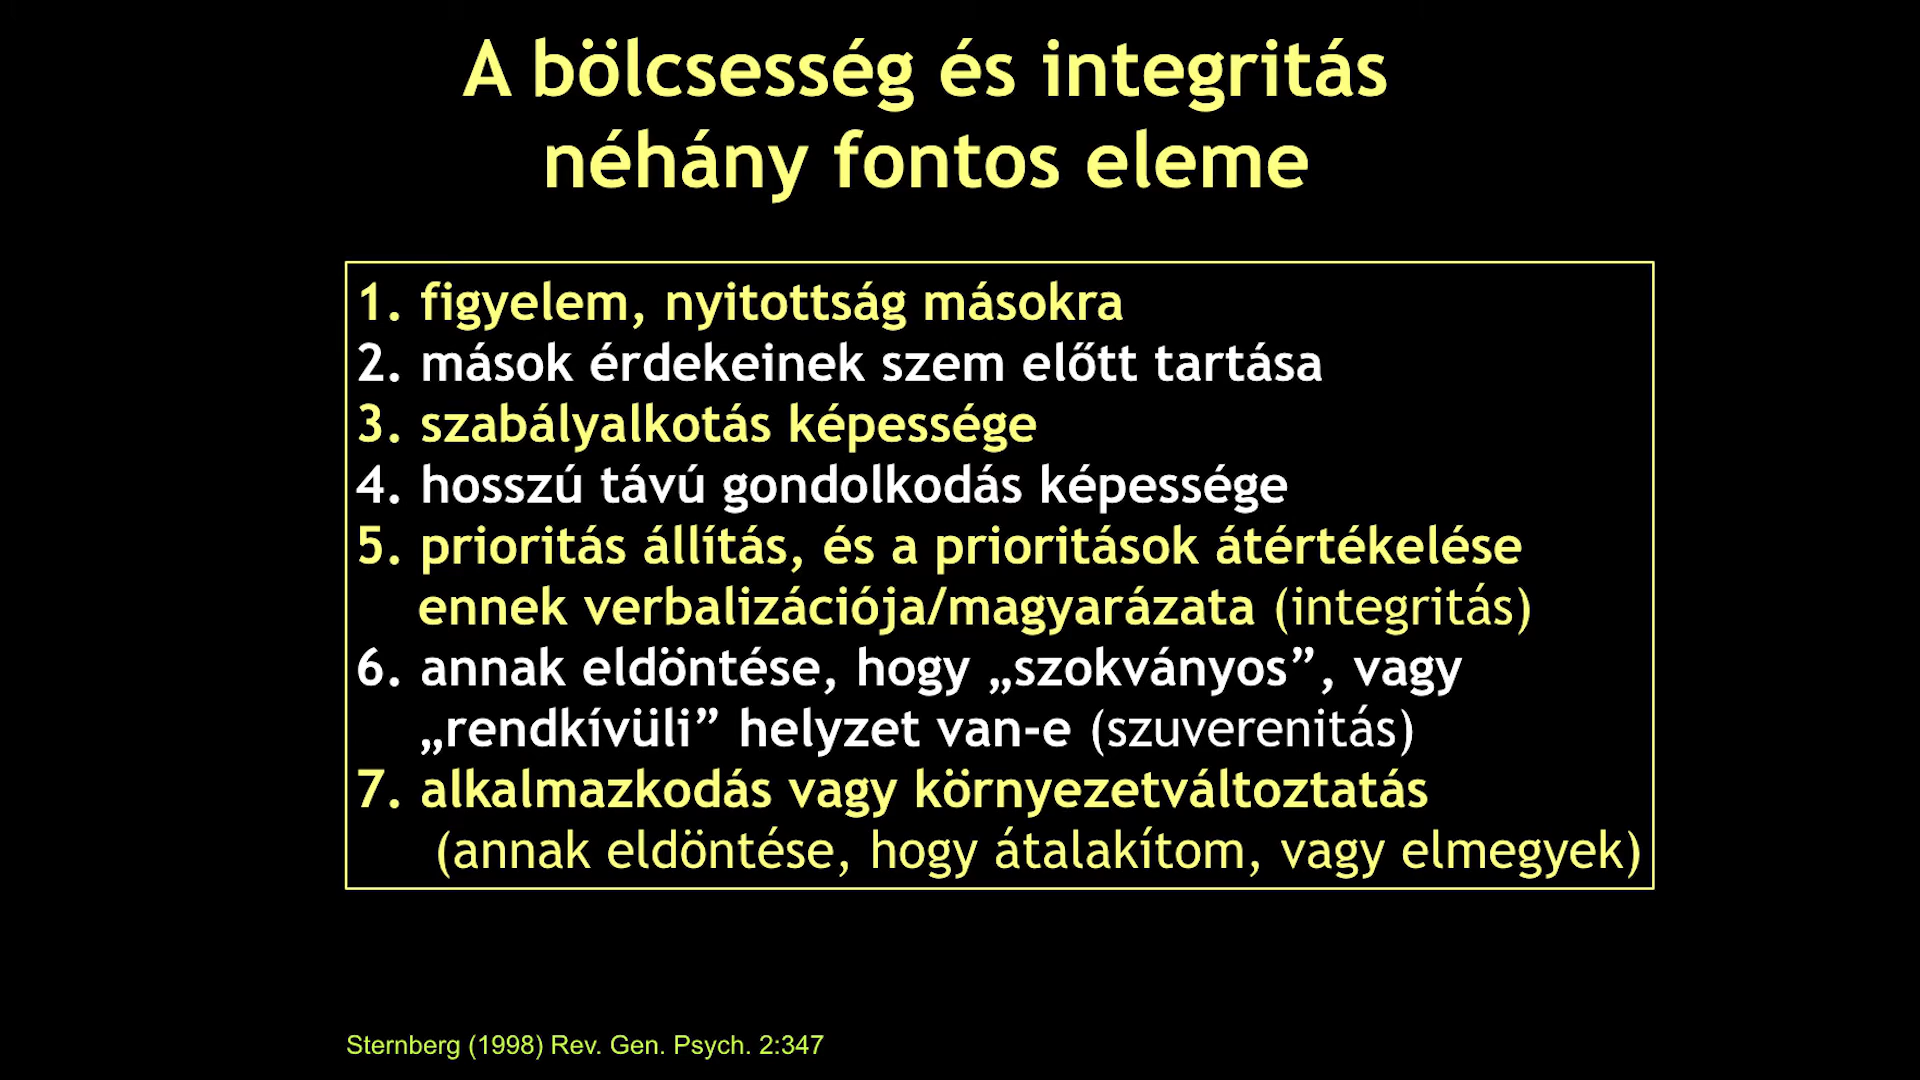 A bölcsesség és integritás
néhány fontos eleme
1. figyelem, nyitottság másokra
2. mások érdekeinek szem előtt tartása
3. szabályalkotás képessége
4. hosszú távú gondolkodás képessége
5. prioritás állítás, és a prioritások átértékelése
ennek verbalizációja/magyarázata (integritás)
6. annak eldöntése, hogy „szokványos”, vagy
„rendkívüli” helyzet van-e (szuverenitás)
7. alkalmazkodás vagy környezetváltoztatás
(annak eldöntése, hogy átalakítom, vagy elmegyek)
Sternberg (1998) Rev. Gen. Psych. 2:347